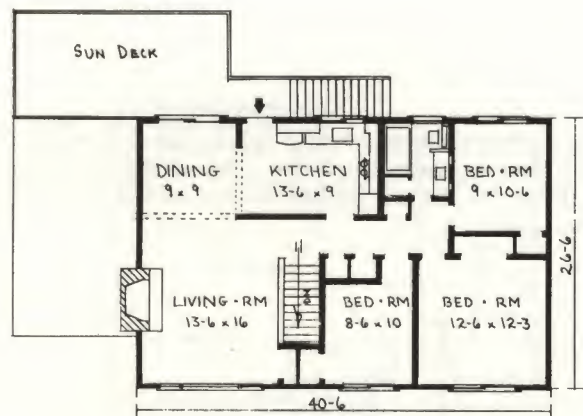 SUN DECK
DINING
9 x 9
KITCHEN
13-6 x 9
BED•RM
9 x 10-6
LIVING•RM
13-6 x 16
DN
BED•RM
8-6 x 10
BED•RM
12-6 x 12-3
26-6
40-6